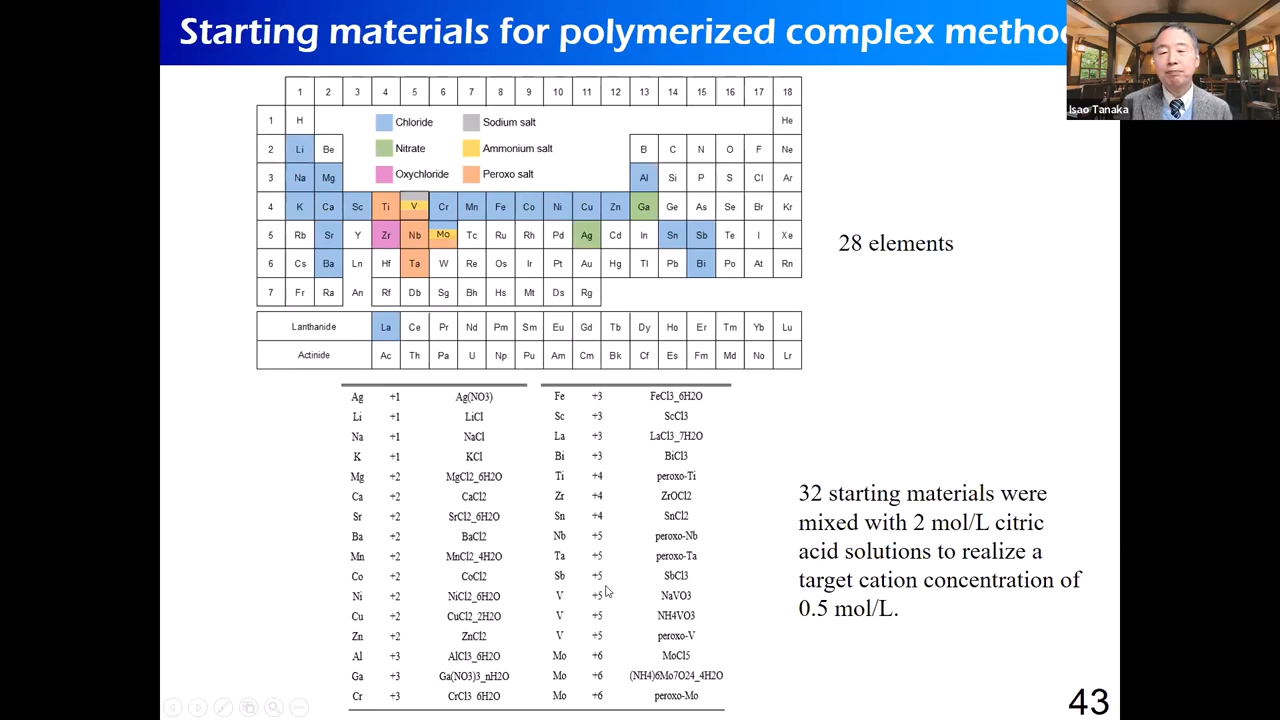 Starting materials for polymerized complex metho
Isao Tanaka
1 2 3 4 5 6 7 8 9 10 11 12 13 14 15 16 17 18
1 H He
Chloride Sodium salt
2 Li Be B C N O F Ne
Nitrate Ammonium salt
3 Na Mg Al Si P S Cl Ar
Oxychloride Peroxo salt
4 K Ca Sc Ti V Cr Mn Fe Co Ni Cu Zn Ga Ge As Se Br Kr
5 Rb Sr Y Zr Nb Mo Tc Ru Rh Pd Ag Cd In Sn Sb Te I Xe
6 Cs Ba Ln Hf Ta W Re Os Ir Pt Au Hg Tl Pb Bi Po At Rn
7 Fr Ra An Rf Db Sg Bh Hs Mt Ds Rg
Lanthanide La Ce Pr Nd Pm Sm Eu Gd Tb Dy Ho Er Tm Yb Lu
Actinide Ac Th Pa U Np Pu Am Cm Bk Cf Es Fm Md No Lr
28 elements
Ag +1 Ag(NO3) Fe +3 FeCl3_6H2O
Li +1 LiCl Sc +3 ScCl3
Na +1 NaCl La +3 LaCl3_7H2O
K +1 KCl Bi +3 BiCl3
Mg +2 MgCl2_6H2O Ti +4 peroxo-Ti
Ca +2 CaCl2 Zr +4 ZrOCl2
Sr +2 SrCl2_6H2O Sn +4 SnCl2
Ba +2 BaCl2 Nb +5 peroxo-Nb
Mn +2 MnCl2_4H2O Ta +5 peroxo-Ta
Co +2 CoCl2 Sb +5 SbCl3
Ni +2 NiCl2_6H2O V +5 NaVO3
Cu +2 CuCl2_2H2O V +5 NH4VO3
Zn +2 ZnCl2 V +5 peroxo-V
Al +3 AlCl3_6H2O Mo +6 MoCl5
Ga +3 Ga(NO3)3_nH2O Mo +6 (NH4)6Mo7O24_4H2O
Cr +3 CrCl3_6H2O Mo +6 peroxo-Mo
32 starting materials were
mixed with 2 mol/L citric
acid solutions to realize a
target cation concentration of
0.5 mol/L.
43